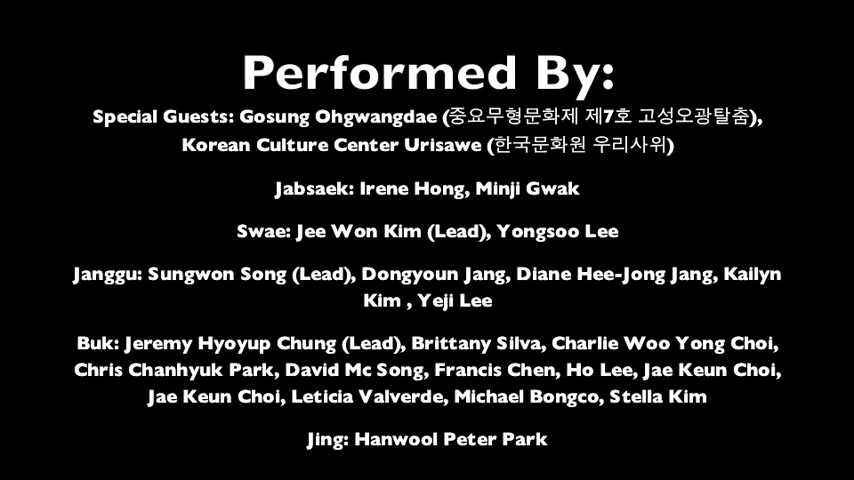 Performed By:
Special Guests: Gosung Ohgwangdae (중요무형문화제 제7호 고성오광탈춤),
Korean Culture Center Urisawe (한국문화원 우리사위)
Jabsaek: Irene Hong, Minji Gwak
Swae: Jee Won Kim (Lead), Yongsoo Lee
Janggu: Sungwon Song (Lead), Dongyoun Jang, Diane Hee-Jong Jang, Kailyn
Kim , Yeji Lee
Buk: Jeremy Hyoyup Chung (Lead), Brittany Silva, Charlie Woo Yong Choi,
Chris Chanhyuk Park, David Mc Song, Francis Chen, Ho Lee, Jae Keun Choi,
Jae Keun Choi, Leticia Valverde, Michael Bongco, Stella Kim
Jing: Hanwool Peter Park